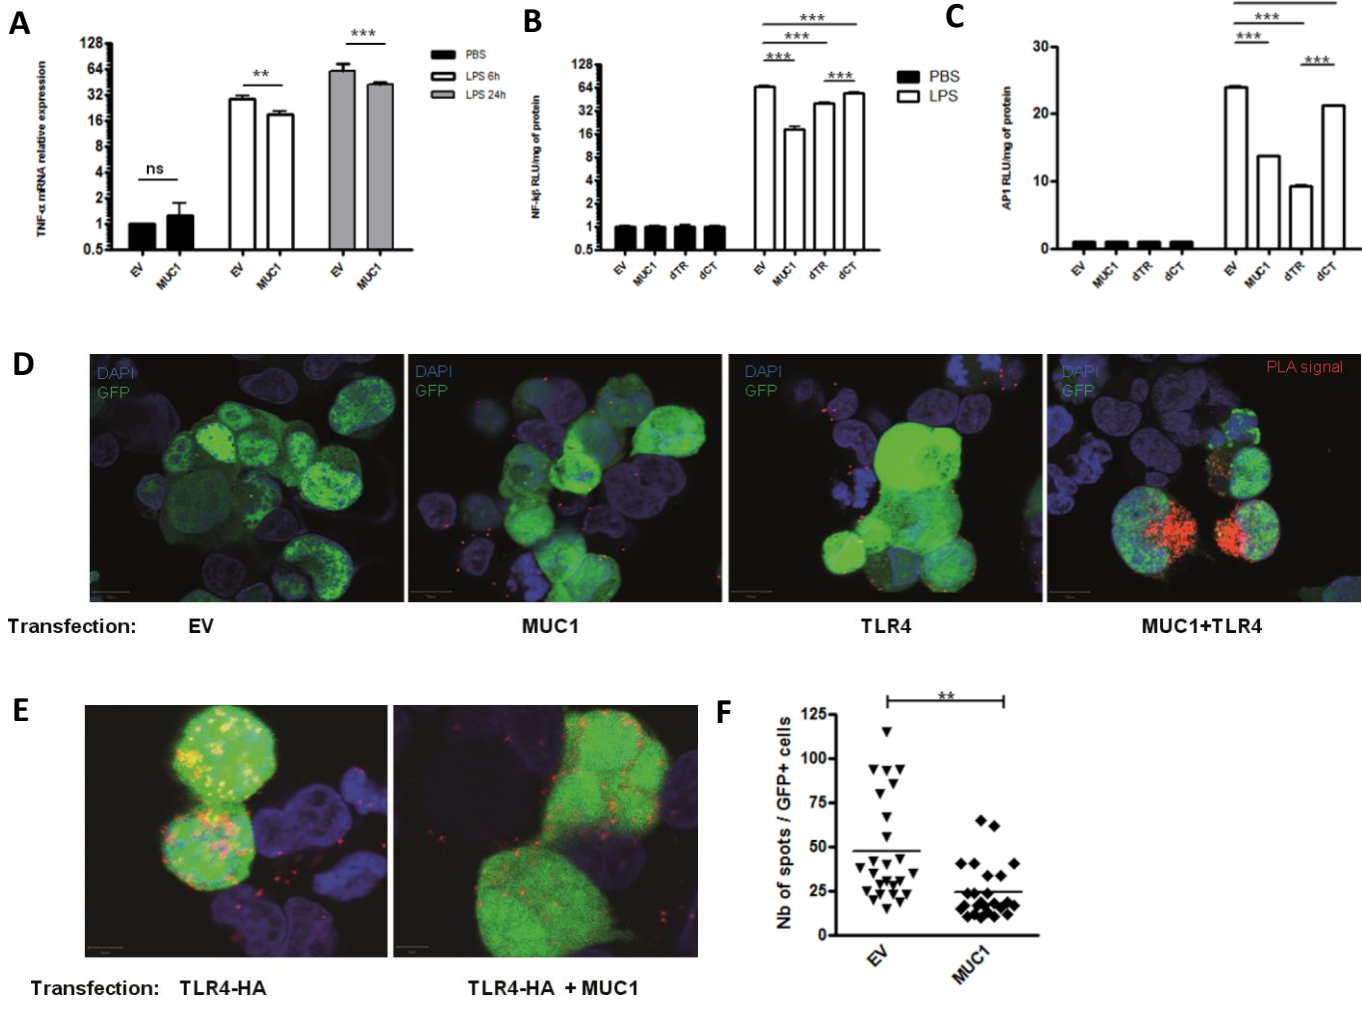 A
TNF-α mRNA relative expression
128
64
32
16
8
4
2
1
0.5
ns
**
***
EV
MUC1
EV
MUC1
EV
MUC1
PBS
LPS 6h
LPS 24h
B
NF-kβ RLU/mg of protein
128
64
32
16
8
4
2
1
0.5
***
***
***
***
EV
MUC1
dTR
dCT
EV
MUC1
dTR
dCT
PBS
LPS
C
AP1 RLU/mg of protein
30
20
10
0
***
***
***
EV
MUC1
dTR
dCT
EV
MUC1
dTR
dCT
D
DAPI
GFP
DAPI
GFP
DAPI
GFP
DAPI
GFP
PLA signal
Transfection: EV MUC1 TLR4 MUC1+TLR4
E
Transfection: TLR4-HA TLR4-HA + MUC1
F
**
Nb of spots / GFP+ cells
125
100
75
50
25
0
EV
MUC1